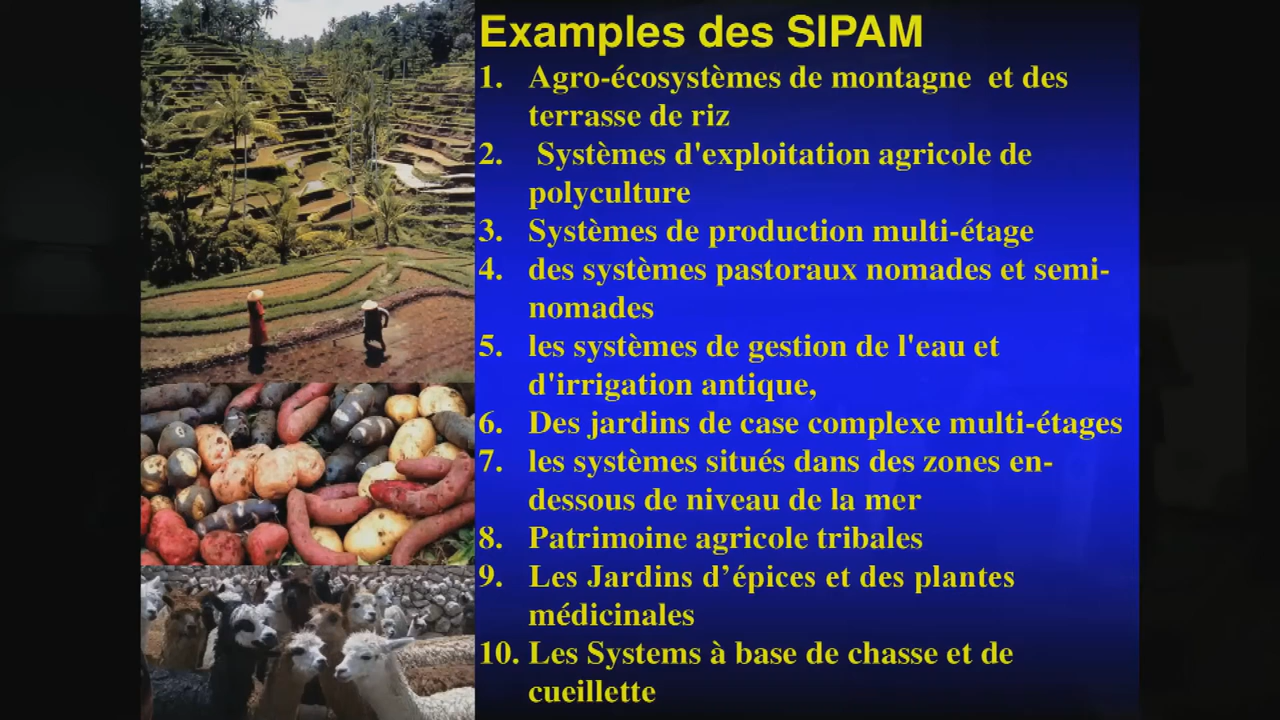 Examples des SIPAM
1. Agro-écosystèmes de montagne et des
terrasse de riz
2. Systèmes d'exploitation agricole de
polyculture
3. Systèmes de production multi-étage
4. des systèmes pastoraux nomades et semi-
nomades
5. les systèmes de gestion de l'eau et
d'irrigation antique,
6. Des jardins de case complexe multi-étages
7. les systèmes situés dans des zones en-
dessous de niveau de la mer
8. Patrimoine agricole tribales
9. Les Jardins d’épices et des plantes
médicinales
10. Les Systems à base de chasse et de
cueillette